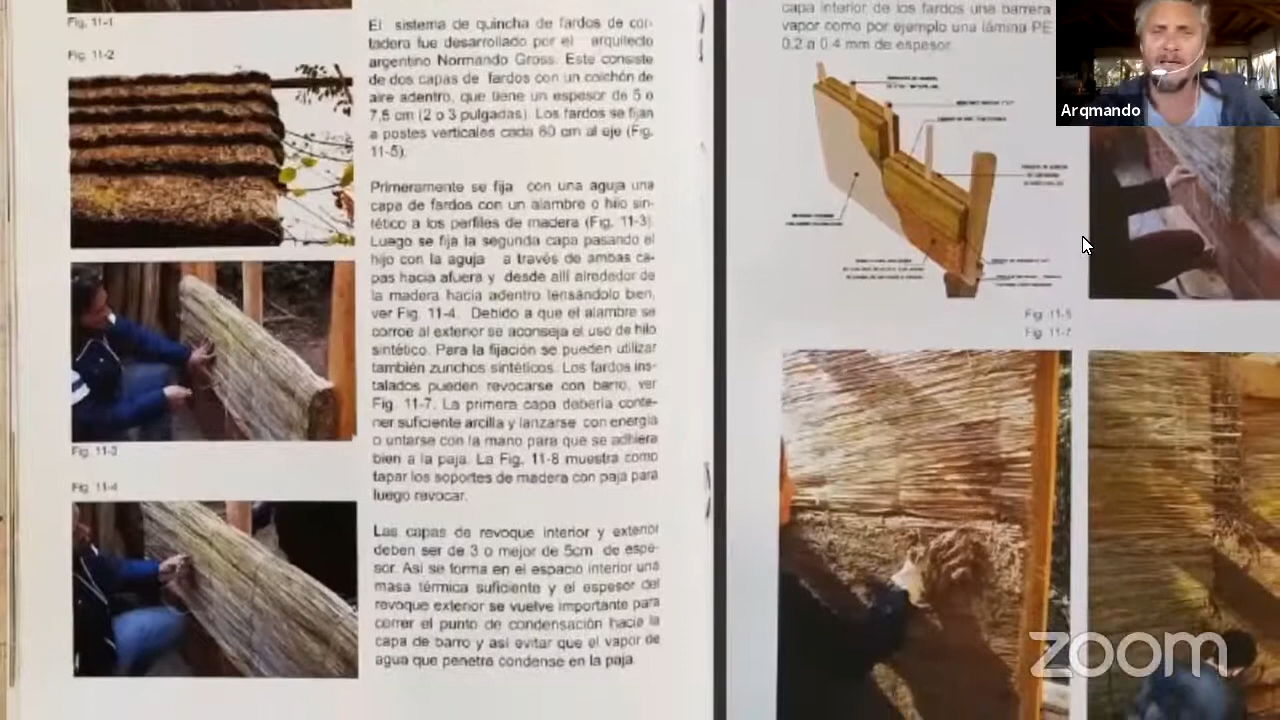 Fig. 11-1
Fig. 11-2
El sistema de quincha de fardos de cor-
tadera fue desarrollado por el arquitecto
argentino Normando Gross. Este consiste
de dos capas de fardos con un colchón de
aire adentro, que tiene un espesor de 5 o
7,5 cm (2 o 3 pulgadas). Los fardos se fijan
a postes verticales cada 60 cm al eje (Fig.
11-5).
Primeramente se fija con una aguja una
capa de fardos con un alambre o hilo sin-
tético a los perfiles de madera (Fig. 11-3)
Luego se fija la segunda capa pasando el
hijo con la aguja a través de ambas ca-
pas hacia afuera y desde allí alrededor de
la madera hacia adentro tensándolo bien,
ver Fig. 11-4. Debido a que el alambre se
corroe al exterior se aconseja el uso de hilo
sintético. Para la fijación se pueden utilizar
también zunchos sintéticos. Los fardos ins-
talados pueden revocarse con barro, ver
Fig. 11-7. La primera capa debería conte-
ner suficiente arcilla y lanzarse con energía
o untarse con la mano para que se adhiera
bien a la paja. La Fig. 11-8 muestra como
tapar los soportes de madera con paja para
luego revocar.
Fig. 11-3
Fig. 11-4
Las capas de revoque interior y exterior
deben ser de 3 o mejor de 5cm de espe-
sor. Así se forma en el espacio interior una
masa térmica suficiente y el espesor del
revoque exterior se vuelve importante para
correr el punto de condensación hacia la
capa de barro y así evitar que el vapor de
agua que penetra condense en la paja
capa interior de los fardos una barrera
vapor como por ejemplo una lámina PE
0.2 a 0.4 mm de espesor.
Fig. 11-5
Fig. 11-7
Arqmando
zoom